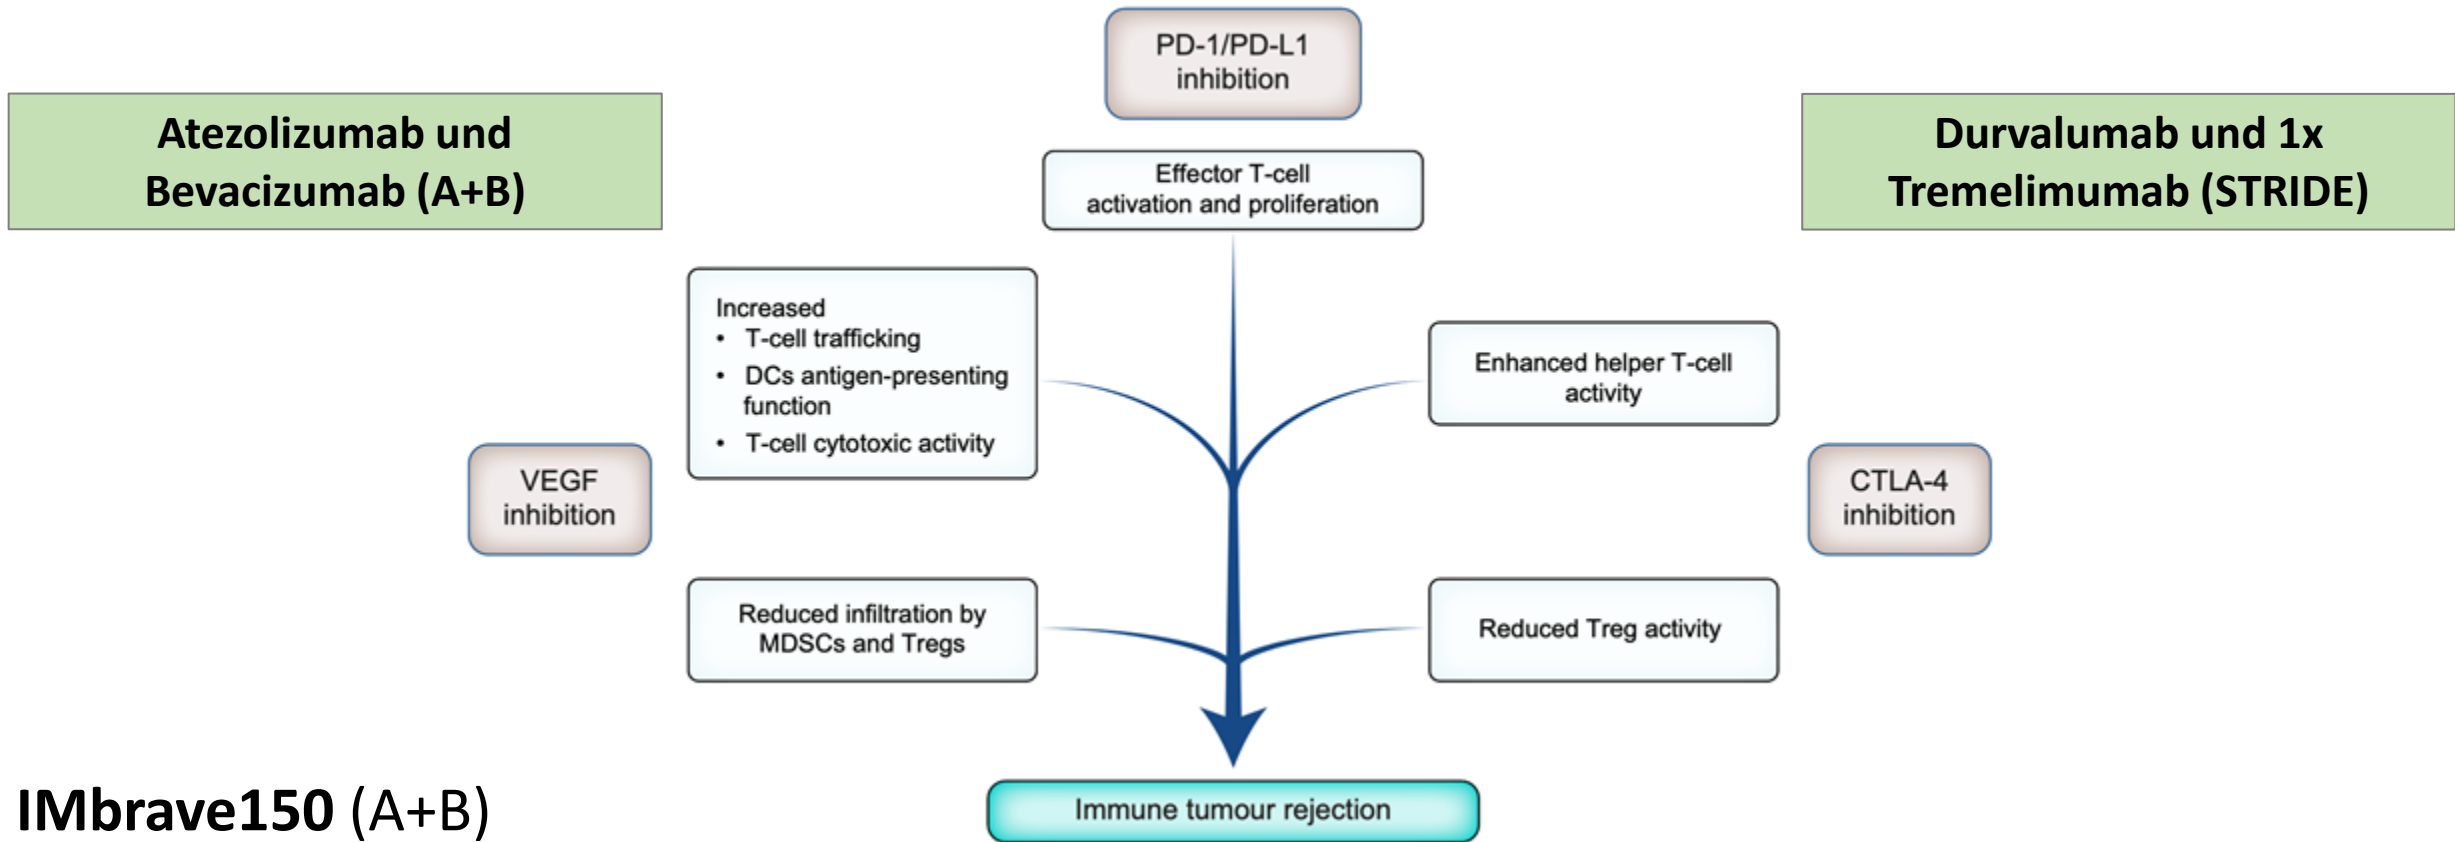 PD-1/PD-L1
inhibition
Atezolizumab und
Bevacizumab (A+B)
Durvalumab und 1x
Tremelimumab (STRIDE)
Effector T-cell
activation and proliferation
Increased
• T-cell trafficking
• DCs antigen-presenting
function
• T-cell cytotoxic activity
Enhanced helper T-cell
activity
VEGF
inhibition
CTLA-4
inhibition
Reduced infiltration by
MDSCs and Tregs
Reduced Treg activity
IMbrave150 (A+B)
Immune tumour rejection